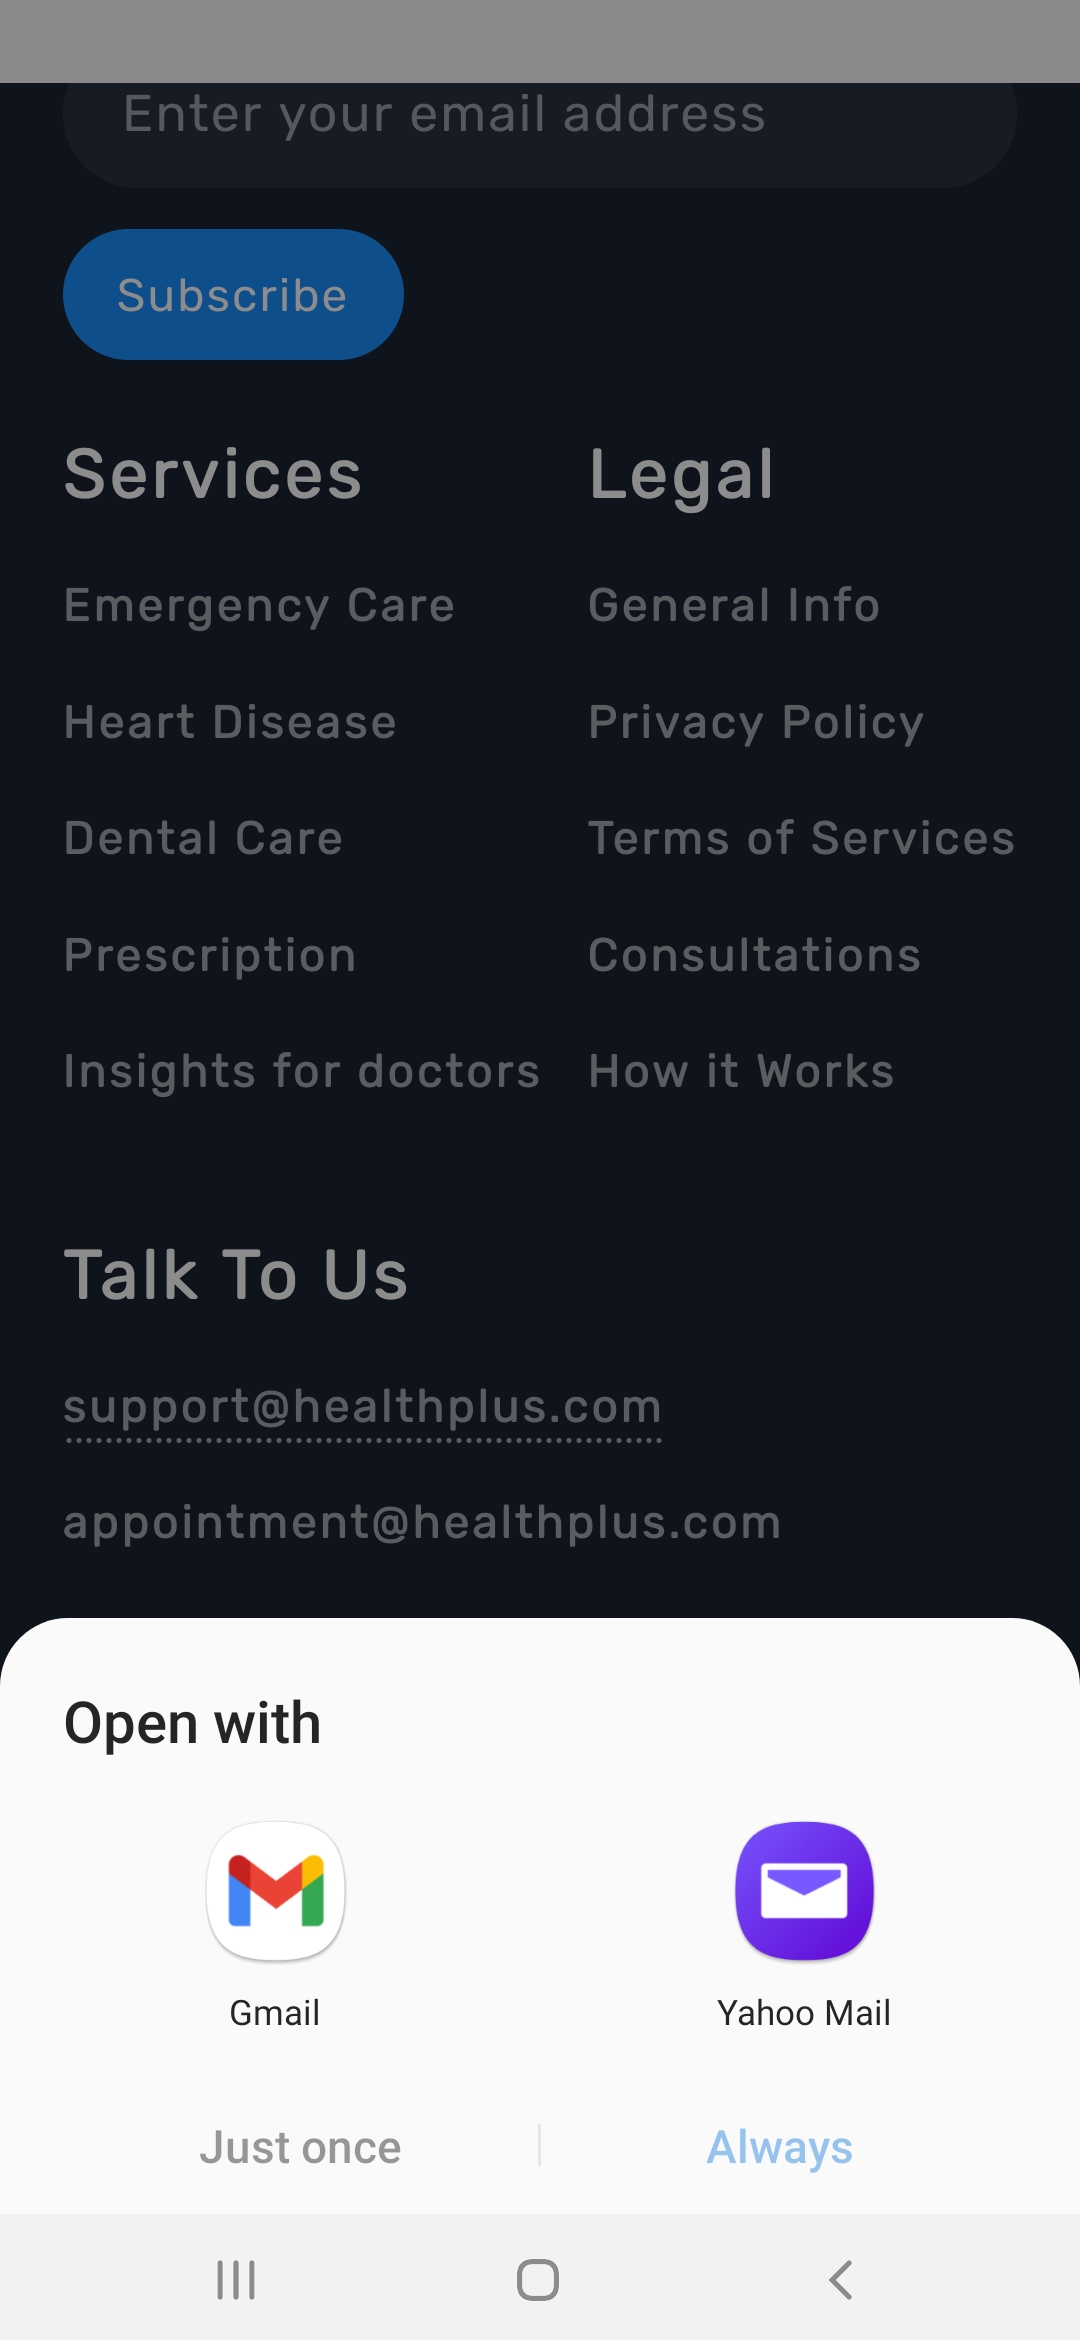 Enter your email address
Subscribe
Services
Emergency Care
Heart Disease
Dental Care
Prescription
Insights for doctors
Legal
General Info
Privacy Policy
Terms of Services
Consultations
How it Works
Talk To Us
support@healthplus.com
appointment@healthplus.com
Open with
Gmail
Yahoo Mail
Just once
Always